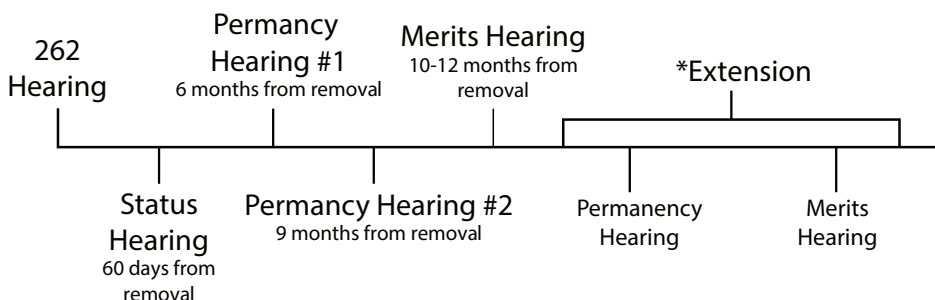 262
Hearing
Permancy
Hearing #1
6 months from removal
Merits Hearing
10-12 months from
removal
*Extension
Status
Hearing
60 days from
removal
Permancy Hearing #2
9 months from removal
Permanency
Hearing
Merits
Hearing